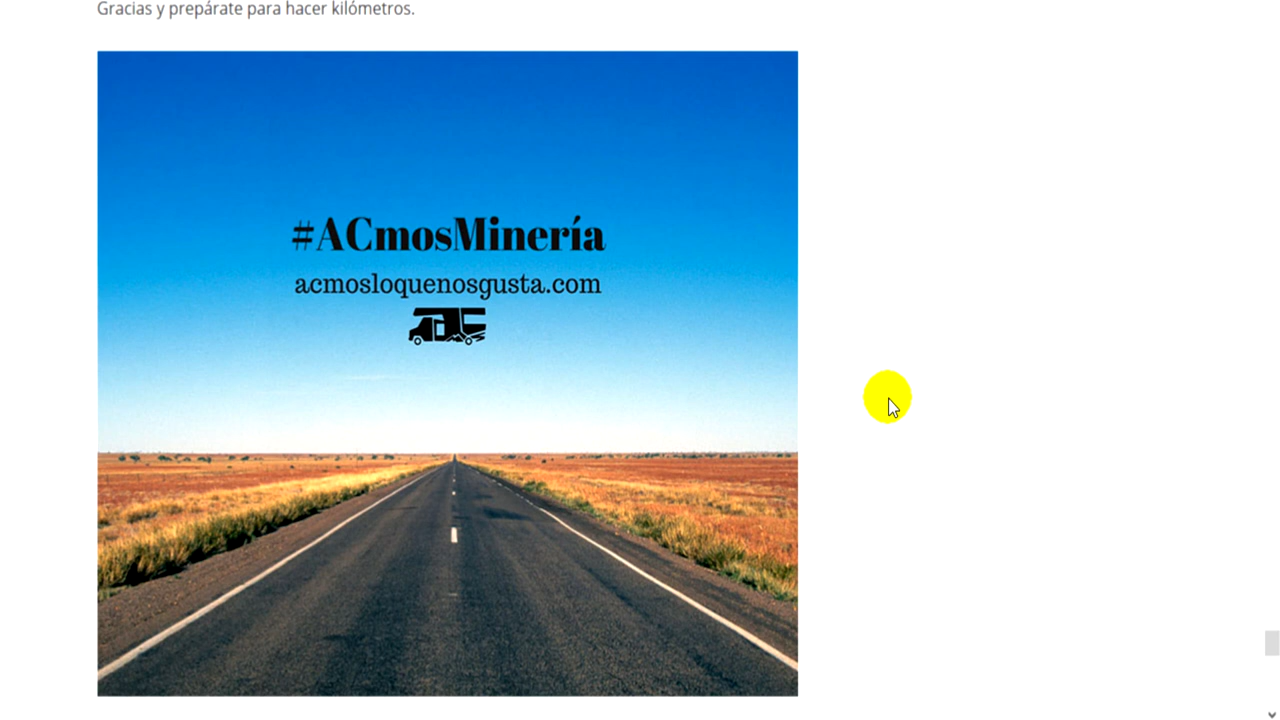 Gracias y prepárate para hacer kilómetros.
#ACmosMinería
acmosloquenosgusta.com